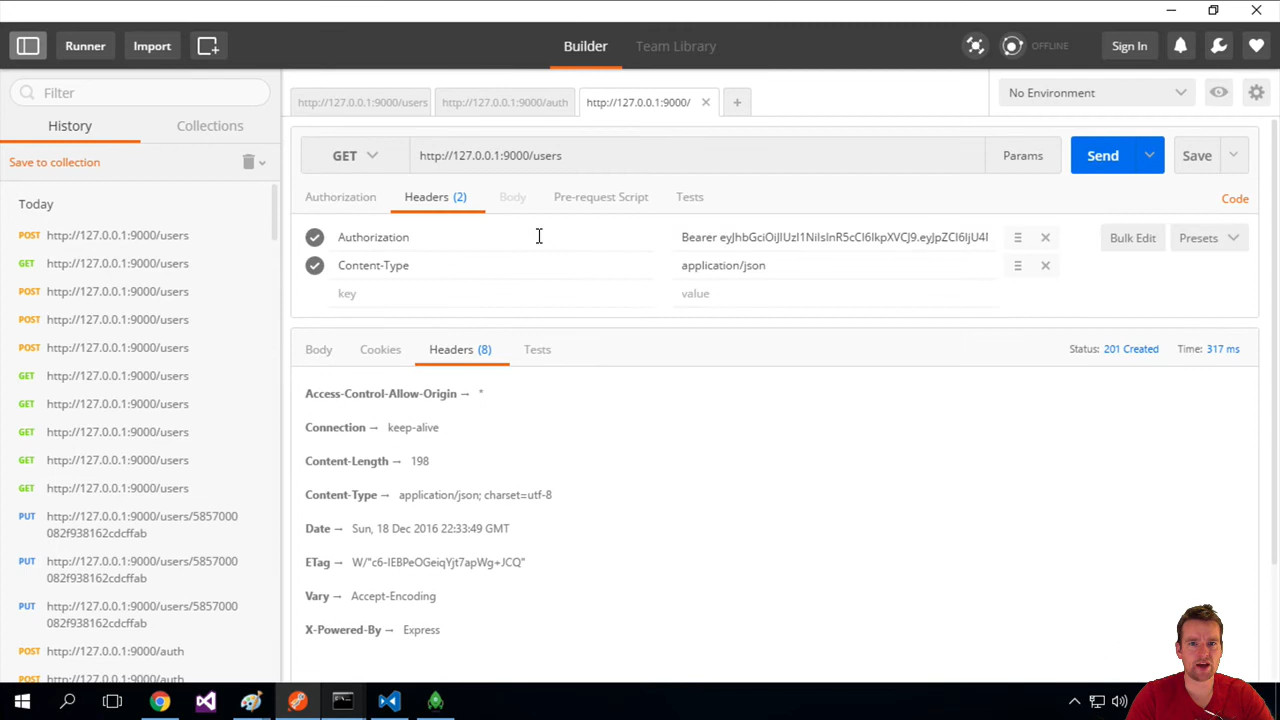 Runner
Import
Builder
Team Library
OFFLINE
Sign In
Filter
http://127.0.0.1:9000/users
http://127.0.0.1:9000/auth
http://127.0.0.1:9000/
No Environment
History
Collections
GET
http://127.0.0.1:9000/users
Params
Send
Save
Save to collection
Authorization
Headers (2)
Body
Pre-request Script
Tests
Code
Today
POST http://127.0.0.1:9000/users
GET http://127.0.0.1:9000/users
POST http://127.0.0.1:9000/users
POST http://127.0.0.1:9000/users
POST http://127.0.0.1:9000/users
GET http://127.0.0.1:9000/users
GET http://127.0.0.1:9000/users
GET http://127.0.0.1:9000/users
GET http://127.0.0.1:9000/users
GET http://127.0.0.1:9000/users
PUT http://127.0.0.1:9000/users/5857000
082f938162cdcffab
PUT http://127.0.0.1:9000/users/5857000
082f938162cdcffab
PUT http://127.0.0.1:9000/users/5857000
082f938162cdcffab
POST http://127.0.0.1:9000/auth
POST http://127.0.0.1:9000/auth
Authorization
Bearer
Bulk Edit
Presets
Content-Type
application/json
key
value
Body
Cookies
Headers (8)
Tests
Status: 201 Created
Time: 317 ms
Access-Control-Allow-Origin → *
Connection → keep-alive
Content-Length → 198
Content-Type → application/json; charset=utf-8
Date → Sun, 18 Dec 2016 22:33:49 GMT
ETag →
Vary → Accept-Encoding
X-Powered-By → Express